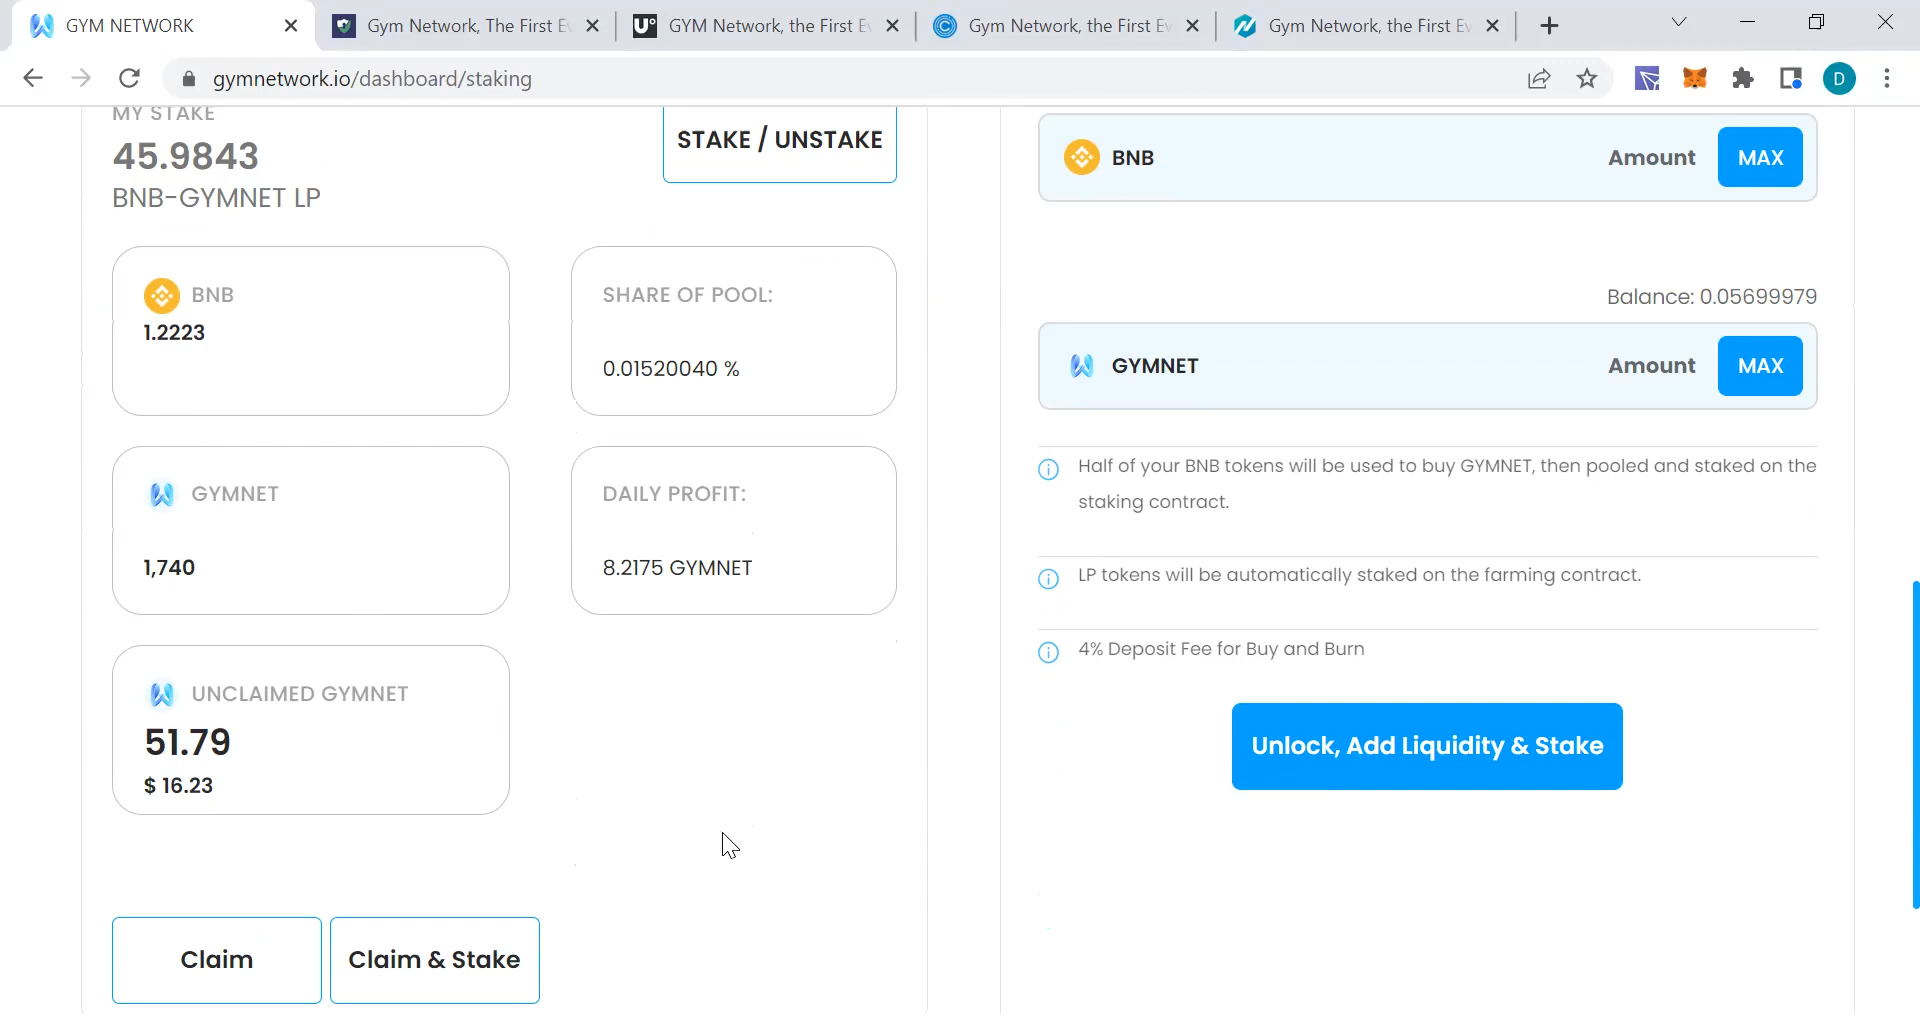 GYM NETWORK
Gym Network, The First Ev
GYM Network, the First Ev
Gym Network, the First Ev
Gym Network, the First Ev
gymnetwork.io/dashboard/staking
D
MY STAKE
45.9843
BNB-GYMNET LP
STAKE / UNSTAKE
BNB
1.2223
SHARE OF POOL:
0.01520040 %
GYMNET
1,740
DAILY PROFIT:
8.2175 GYMNET
UNCLAIMED GYMNET
51.79
$ 16.23
Claim
Claim & Stake
BNB
Amount
MAX
Balance: 0.05699979
GYMNET
Amount
MAX
Half of your BNB tokens will be used to buy GYMNET, then pooled and staked on the
staking contract.
LP tokens will be automatically staked on the farming contract.
4% Deposit Fee for Buy and Burn
Unlock, Add Liquidity & Stake